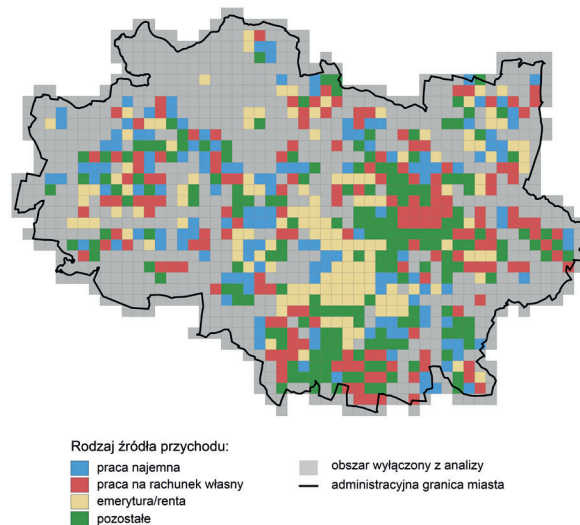 Rodzaj źródła przychodu:
praca najemna
praca na rachunek własny
emerytura/renta
pozostałe
obszar wyłączony z analizy
administracyjna granica miasta